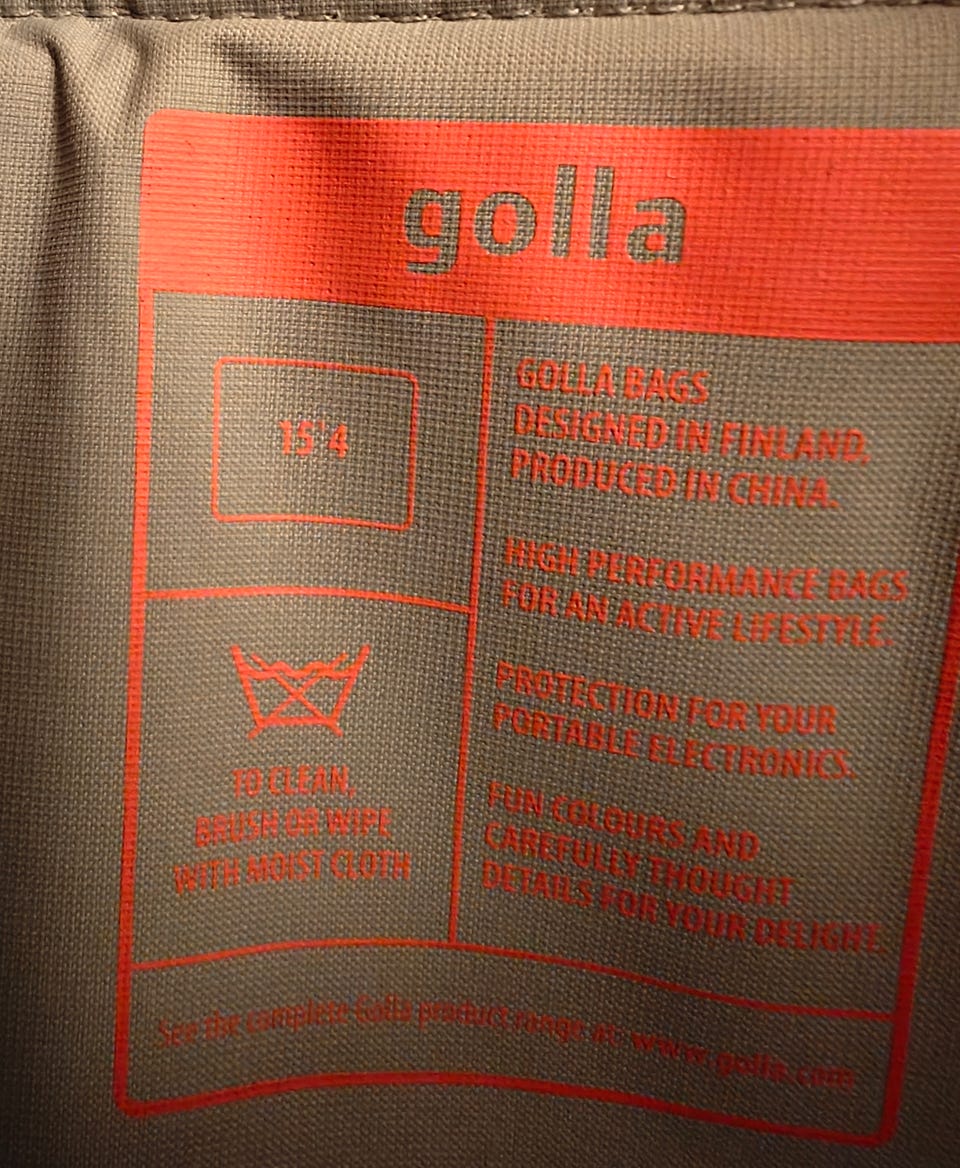 golla
15"4
TO CLEAN,
BRUSH OR WIPE
WITH MOIST CLOTH
GOLLA BAGS
DESIGNED IN FINLAND,
PRODUCED IN CHINA.
HIGH PERFORMANCE BAGS
FOR AN ACTIVE LIFESTYLE.
PROTECTION FOR YOUR
PORTABLE ELECTRONICS.
FUN COLOURS AND
CAREFULLY THOUGHT
DETAILS FOR YOUR DELIGHT.
See the complete Golla product range at: www.golla.com